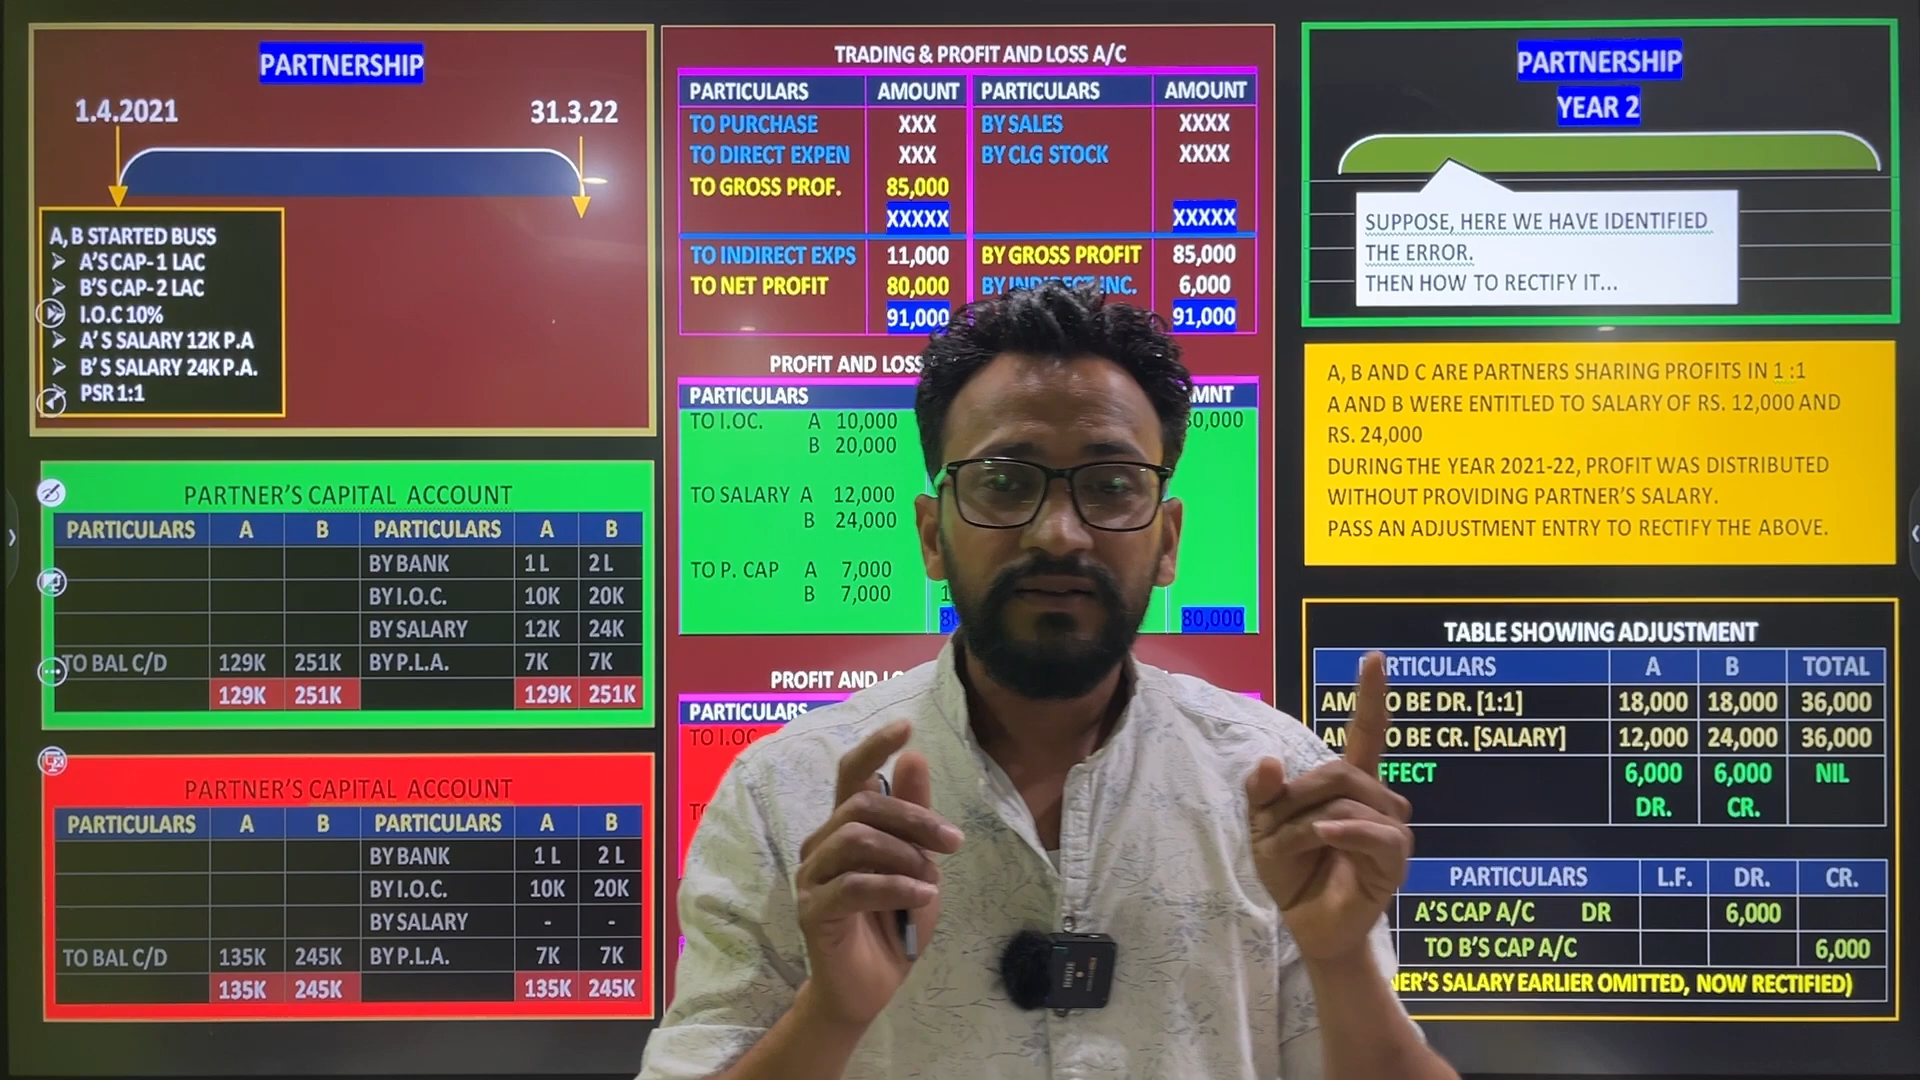 PARTNERSHIP
1.4.2021 31.3.22
A, B STARTED BUSS
A'S CAP- 1 LAC
B'S CAP- 2 LAC
I.O.C 10%
A' S SALARY 12K P.A
B' S SALARY 24K P.A.
PSR 1:1
PARTNER'S CAPITAL ACCOUNT
PARTICULARS A B PARTICULARS A B
BY BANK 1 L 2 L
BY I.O.C. 10K 20K
BY SALARY 12K 24K
TO BAL C/D 129K 251K BY P.L.A. 7K 7K
129K 251K 129K 251K
PARTNER'S CAPITAL ACCOUNT
PARTICULARS A B PARTICULARS A B
BY BANK 1 L 2 L
BY I.O.C. 10K 20K
BY SALARY - -
TO BAL C/D 135K 245K BY P.L.A. 7K 7K
135K 245K 135K 245K
TRADING & PROFIT AND LOSS A/C
PARTICULARS AMOUNT PARTICULARS AMOUNT
TO PURCHASE XXX BY SALES XXXX
TO DIRECT EXPEN XXX BY CLG STOCK XXXX
TO GROSS PROF. 85,000
XXXXX XXXXX
TO INDIRECT EXPS 11,000 BY GROSS PROFIT 85,000
TO NET PROFIT 80,000 BY INDIRECT INC. 6,000
91,000 91,000
PROFIT AND LOSS
PARTICULARS
TO I.OC. A 10,000
B 20,000
TO SALARY A 12,000
B 24,000
TO P. CAP A 7,000
B 7,000
80,000
PROFIT AND
PARTICULARS
TO I.OC
PARTNERSHIP
YEAR 2
SUPPOSE, HERE WE HAVE IDENTIFIED
THE ERROR.
THEN HOW TO RECTIFY IT...
A, B AND C ARE PARTNERS SHARING PROFITS IN 1 :1
A AND B WERE ENTITLED TO SALARY OF RS. 12,000 AND
RS. 24,000
DURING THE YEAR 2021-22, PROFIT WAS DISTRIBUTED
WITHOUT PROVIDING PARTNER'S SALARY.
PASS AN ADJUSTMENT ENTRY TO RECTIFY THE ABOVE.
TABLE SHOWING ADJUSTMENT
PARTICULARS A B TOTAL
TO BE DR. [1:1] 18,000 18,000 36,000
TO BE CR. [SALARY] 12,000 24,000 36,000
6,000 6,000 NIL
DR. CR.
PARTICULARS L.F. DR. CR.
A'S CAP A/C DR 6,000
TO B'S CAP A/C 6,000
SALARY EARLIER OMITTED, NOW RECTIFIED)